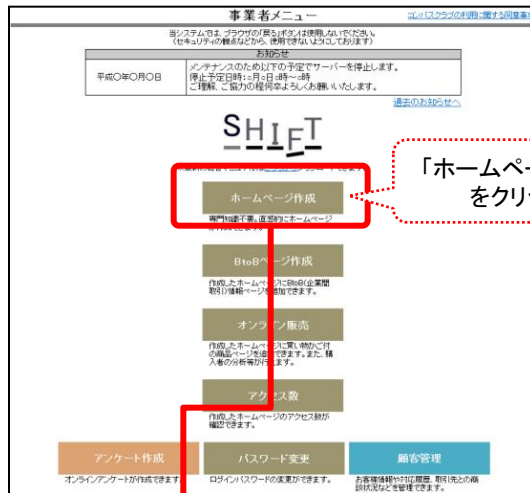 事業者メニュー
コンパスクラブの利用に関する同意事
当システムでは、ブラウザの「戻る」ボタンは使用しないでください。
（セキュリティの観点などから、使用できないようにしております）
お知らせ
平成〇年〇月〇日
メンテナンスのため以下の予定でサーバーを停止します。
停止予定日時：○月○日○時～○時
ご理解、ご協力の程何卒よろしくお願いいたします。
過去のお知らせへ
SHIFT
ホームページ作成
専門知識不要。直感的にホームページ
「ホームペー
をクリ
BtoBページ作成
作成したホームページにBtoB(企業間
取引)情報ページを追加できます。
オンライン販売
作成したホームページに買い物かご付
の商品ページを追加できます。また、購
入者の分析等が行えます。
アクセス数
作成したホームページのアクセス数が
確認できます。
アンケート作成
オンラインアンケートが作成できます。
パスワード変更
ログインパスワードの変更ができます。
顧客管理
お客様情報や対応履歴、取引先との商
談状況などを管理できます。